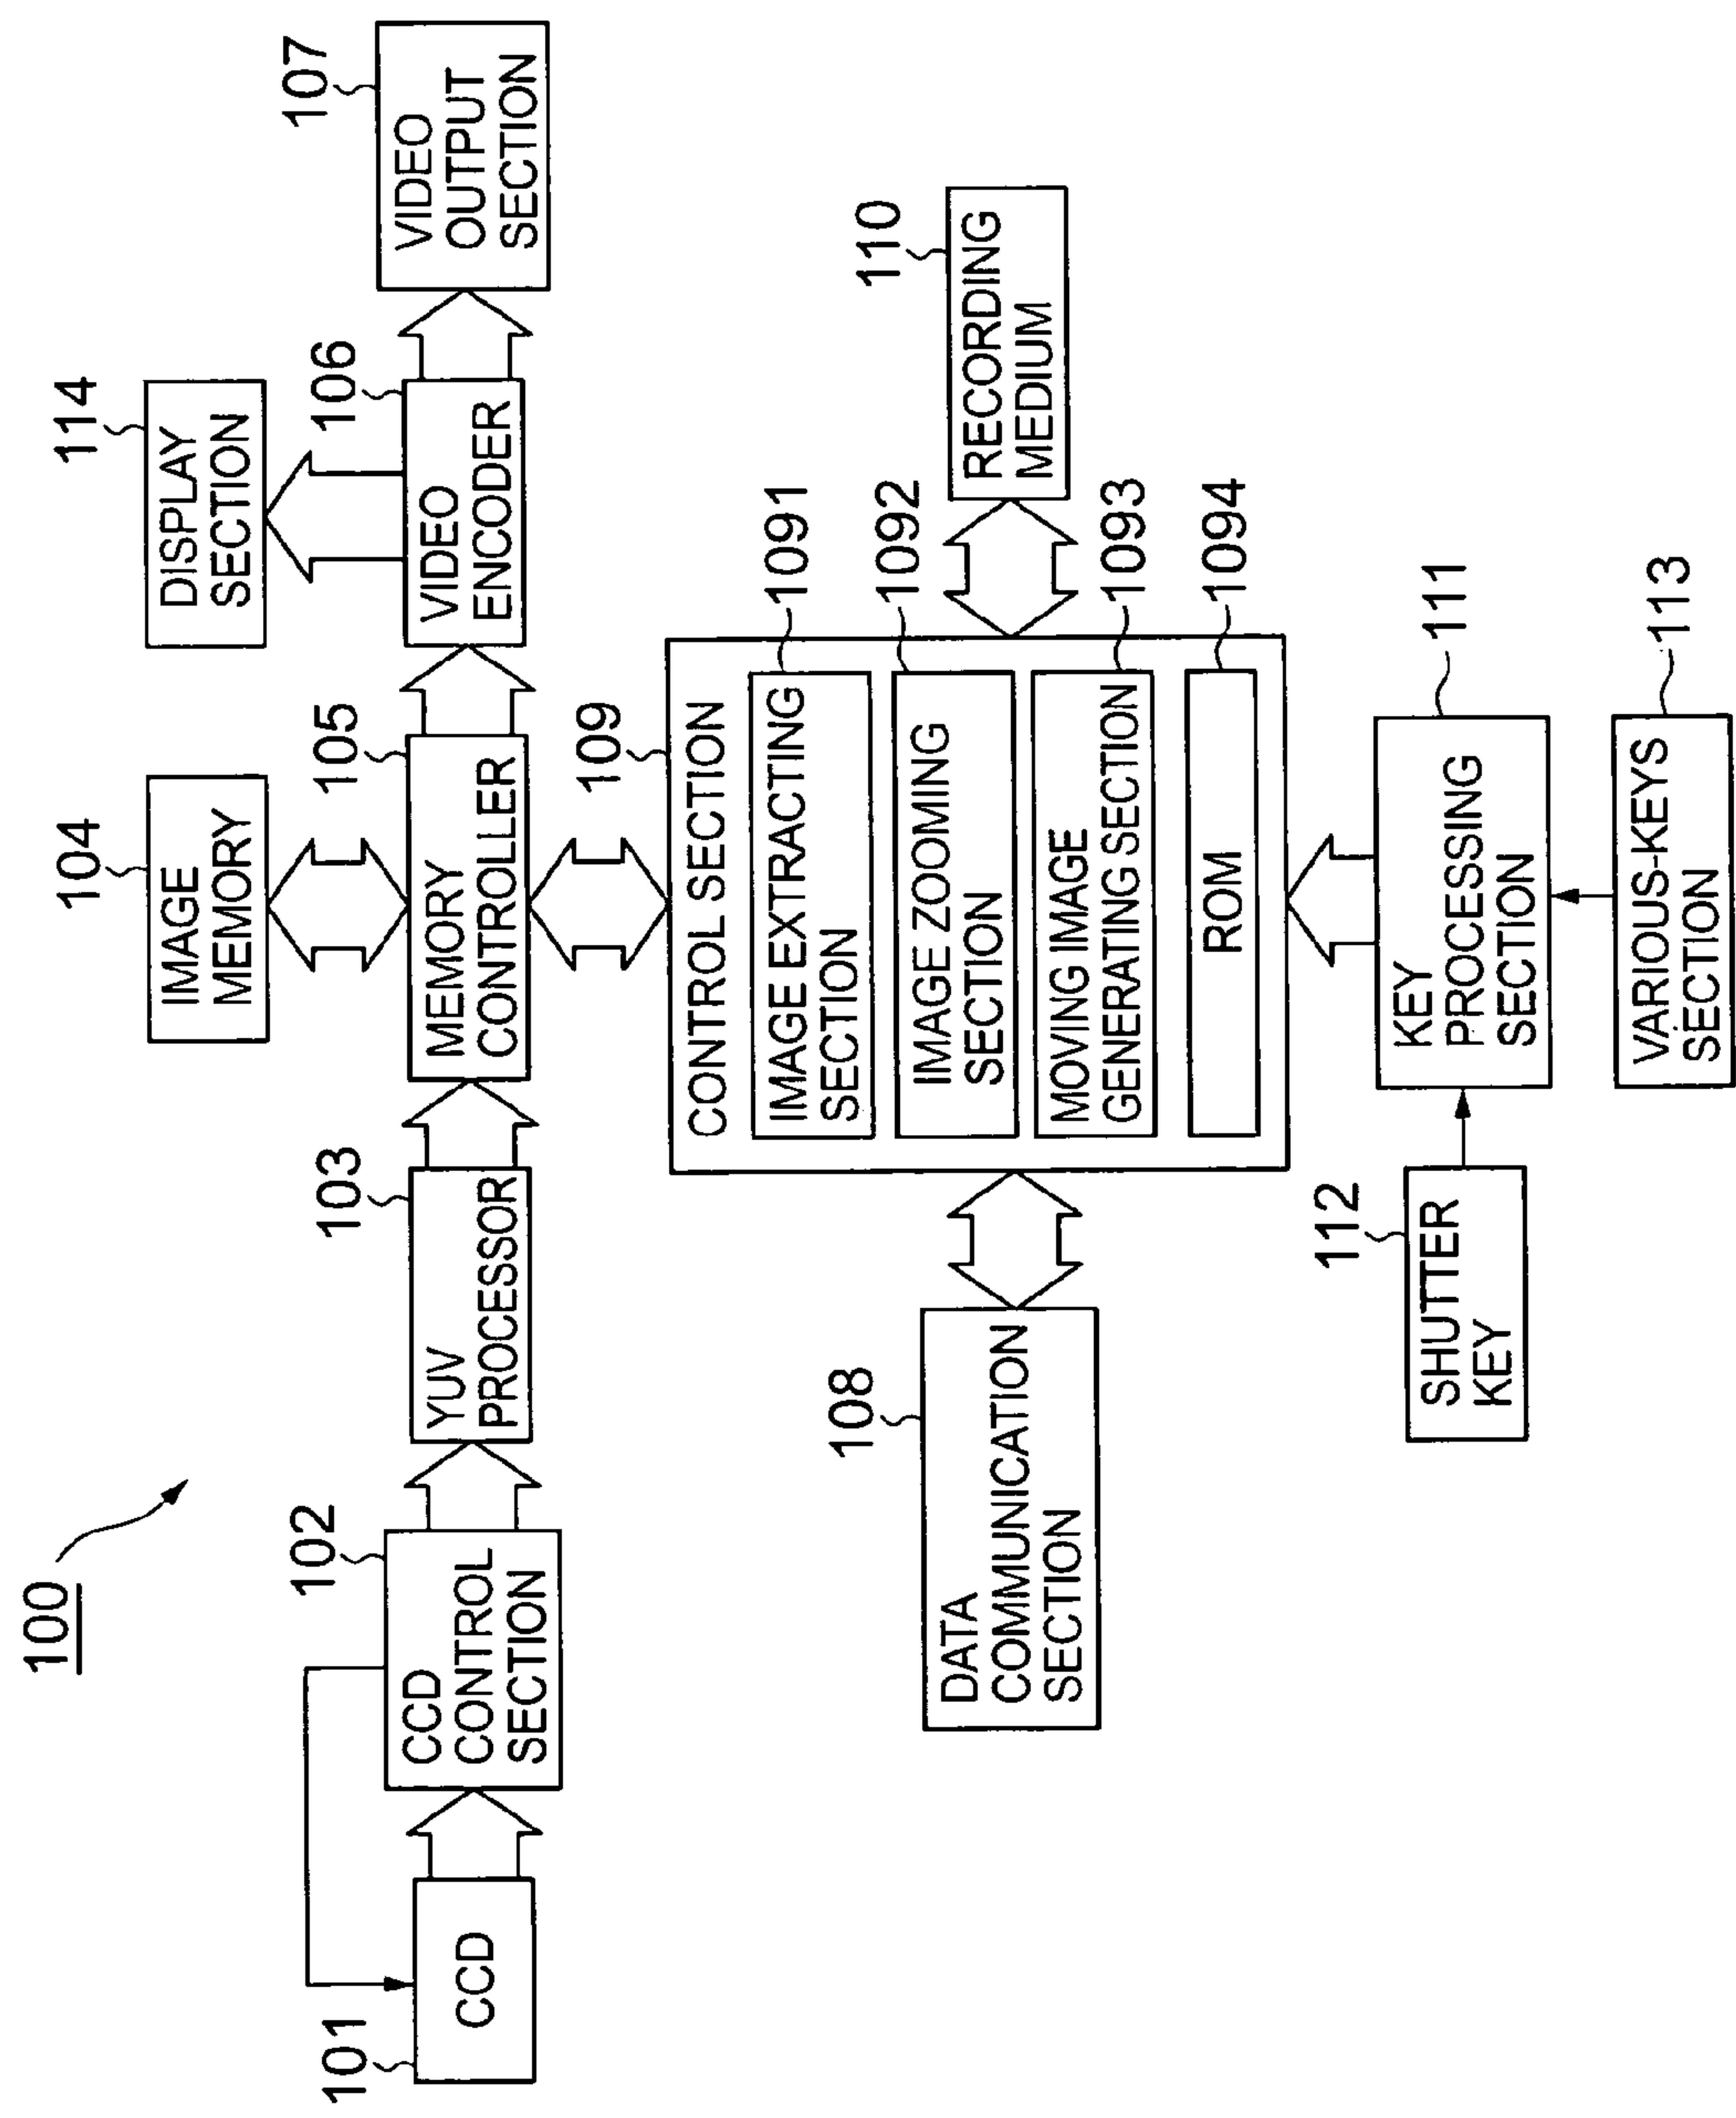 100
114
DISPLAY
SECTION
104
IMAGE
MEMORY
101
CCD
102
CCD
CONTROL
SECTION
103
YUV
PROCESSOR
105
MEMORY
CONTROLLER
106
VIDEO
ENCODER
107
VIDEO
OUTPUT
SECTION
109
CONTROL SECTION
IMAGE EXTRACTING
SECTION
1091
IMAGE ZOOMING
SECTION
1092
MOVING IMAGE
GENERATING SECTION
1093
ROM
1094
108
DATA
COMMUNICATION
SECTION
110
RECORDING
MEDIUM
112
SHUTTER
KEY
111
KEY
PROCESSING
SECTION
113
VARIOUS-KEYS
SECTION